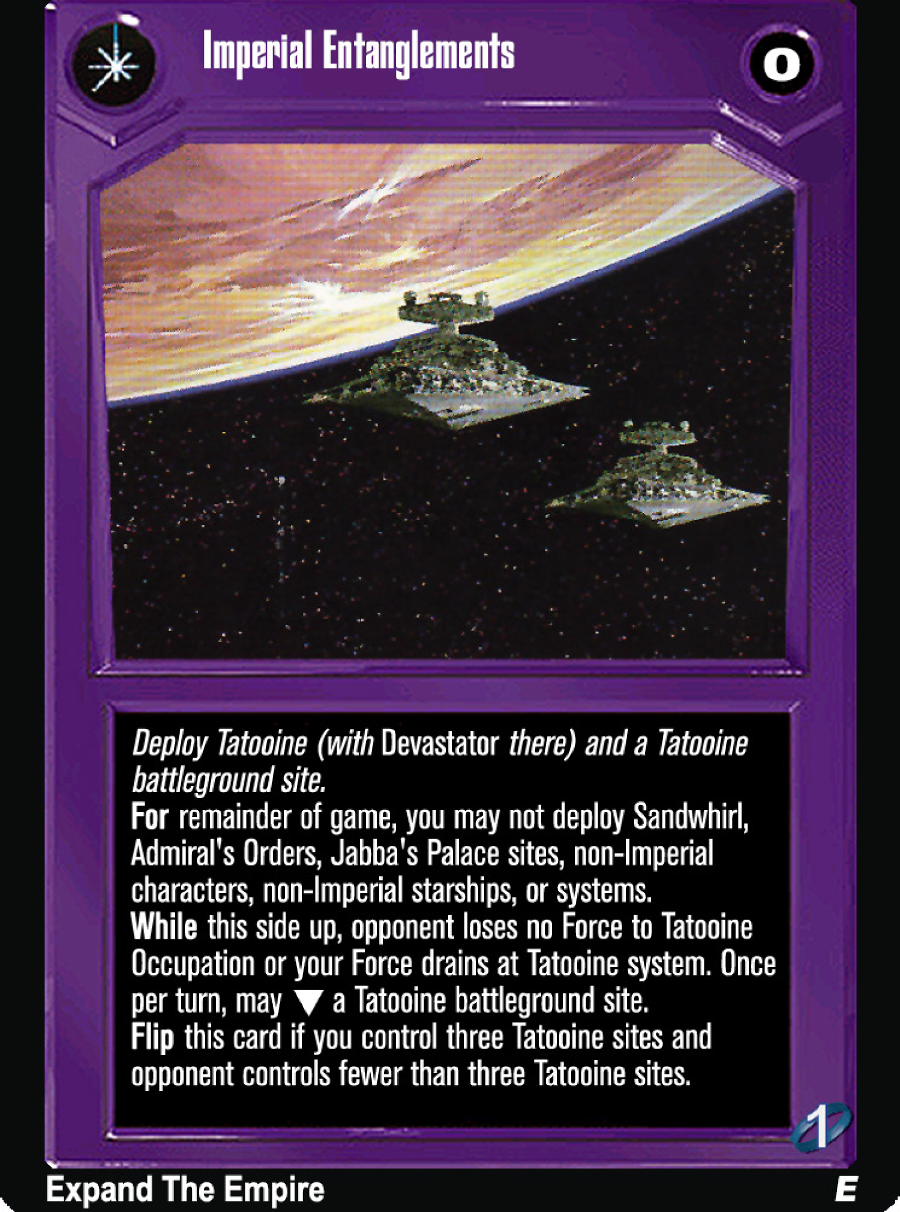 Imperial Entanglements
0
Deploy Tatooine (with Devastator there) and a Tatooine
battleground site.
For remainder of game, you may not deploy Sandwhirl,
Admiral's Orders, Jabba's Palace sites, non-Imperial
characters, non-Imperial starships, or systems.
While this side up, opponent loses no Force to Tatooine
Occupation or your Force drains at Tatooine system. Once
per turn, may ▼ a Tatooine battleground site.
Flip this card if you control three Tatooine sites and
opponent controls fewer than three Tatooine sites.
1
Expand The Empire E